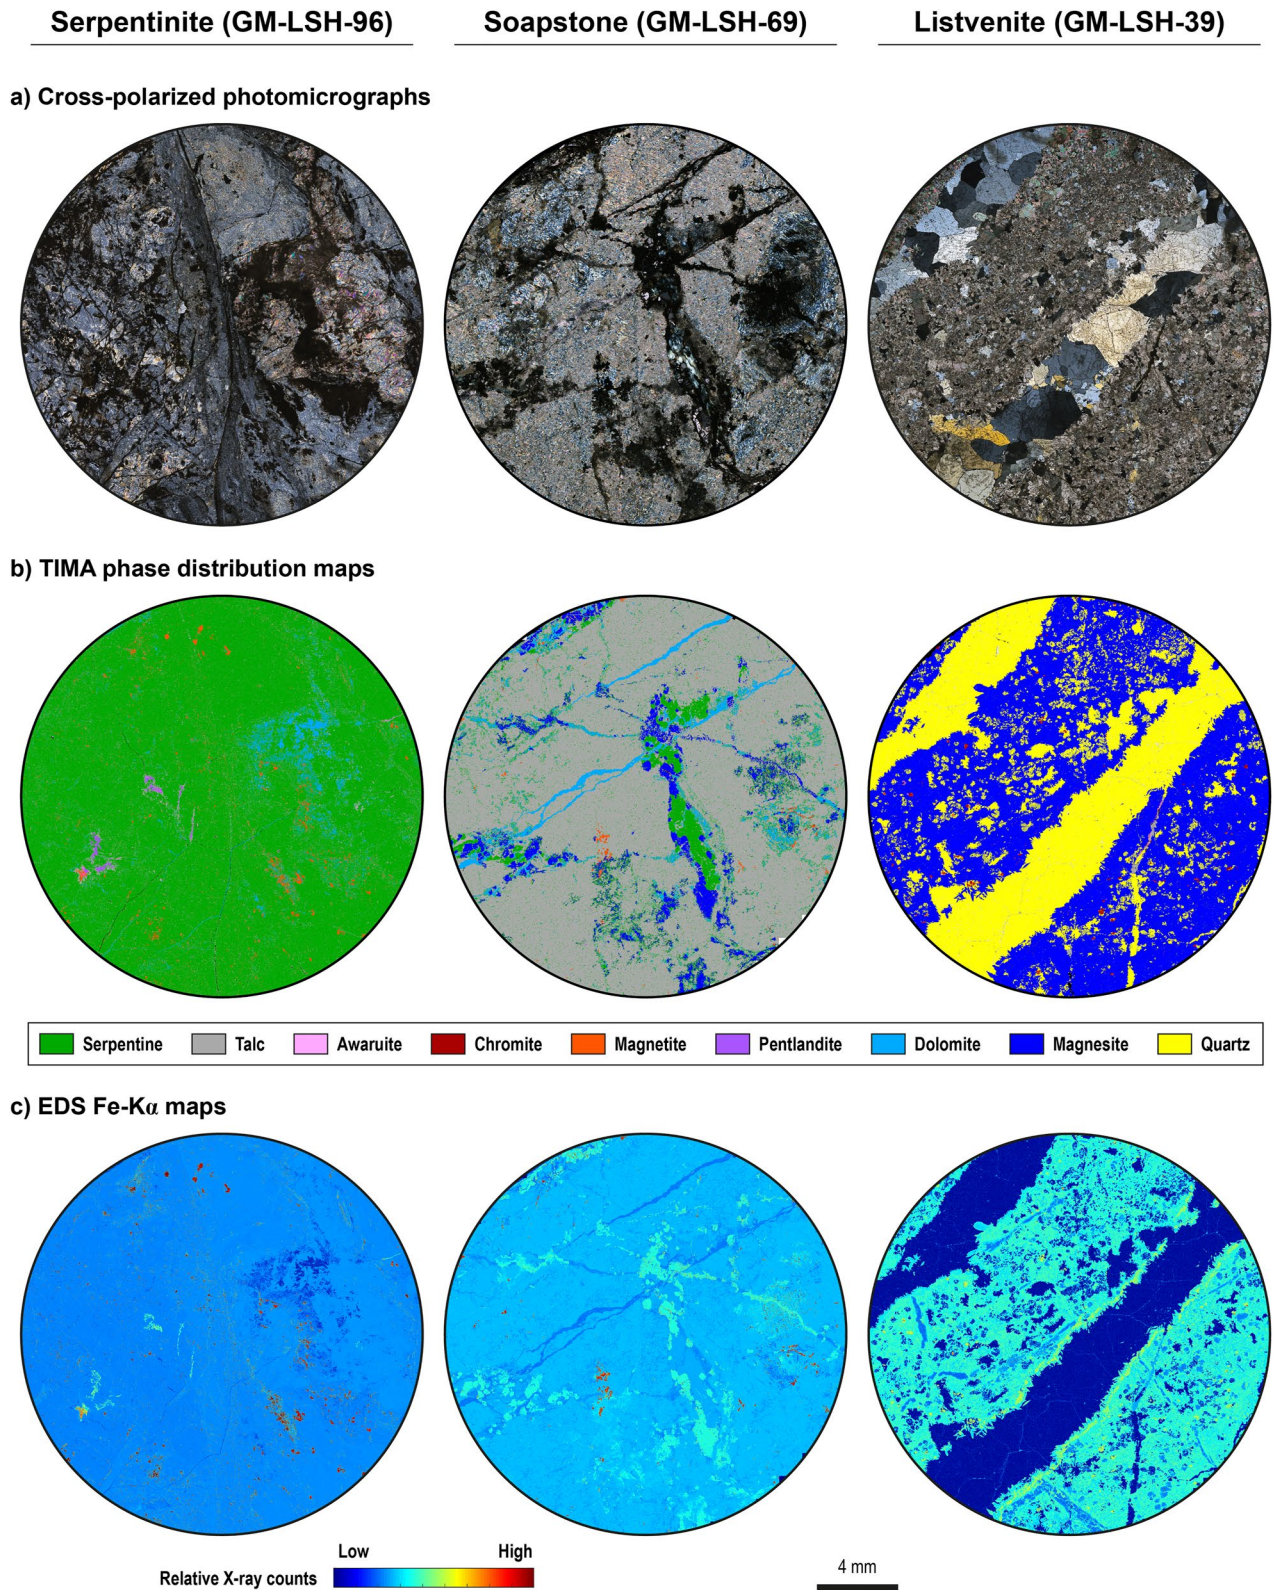 Serpentinite (GM-LSH-96) Soapstone (GM-LSH-69) Listvenite (GM-LSH-39)
a) Cross-polarized photomicrographs
b) TIMA phase distribution maps
Serpentine Talc Awaruite Chromite Magnetite Pentlandite Dolomite Magnesite Quartz
c) EDS Fe-Kα maps
Low High
Relative X-ray counts
4 mm